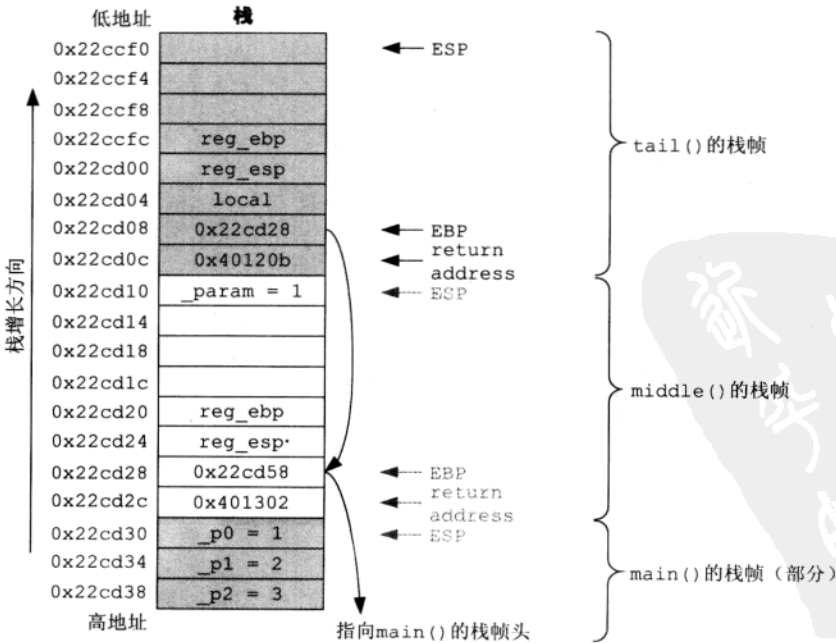 低地址 栈
0x22ccf0 ESP
0x22ccf4
0x22ccf8
0x22ccfc reg_ebp
0x22cd00 reg_esp
tail()的栈帧
0x22cd04 local
0x22cd08 0x22cd28 EBP
0x22cd0c 0x40120b return
address
0x22cd10 _param = 1 ESP
0x22cd14
0x22cd18
0x22cd1c
middle()的栈帧
0x22cd20 reg_ebp
0x22cd24 reg_esp
0x22cd28 0x22cd58 EBP
0x22cd2c 0x401302 return
address
0x22cd30 _p0 = 1 ESP
0x22cd34 _p1 = 2
main()的栈帧（部分）
0x22cd38 _p2 = 3
高地址
指向main()的栈帧头
栈增长方向